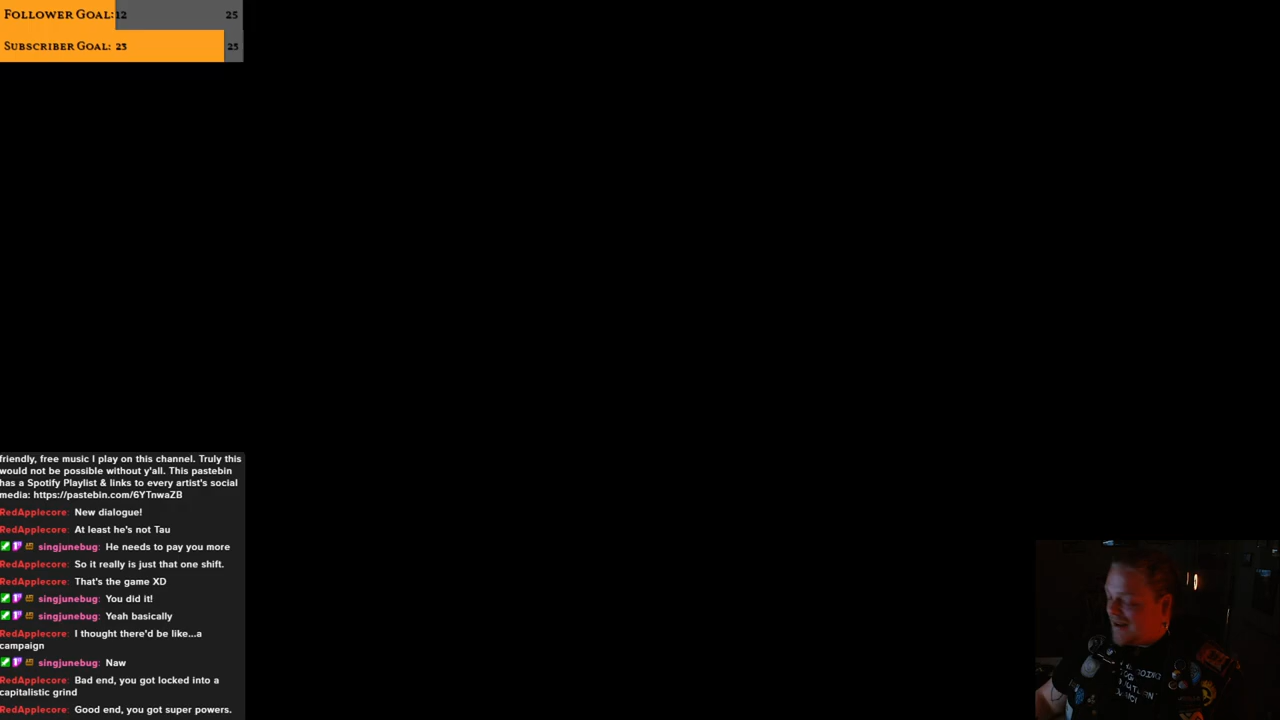 Follower Goal: 12 25
Subscriber Goal: 23 25
friendly, free music I play on this channel. Truly this
would not be possible without y'all. This pastebin
has a Spotify Playlist & links to every artist's social
media: https://pastebin.com/6YTnwaZB
RedApplecore: New dialogue!
RedApplecore: At least he's not Tau
singjunebug: He needs to pay you more
RedApplecore: So it really is just that one shift.
RedApplecore: That's the game XD
singjunebug: You did it!
singjunebug: Yeah basically
RedApplecore: I thought there'd be like...a
campaign
singjunebug: Naw
RedApplecore: Bad end, you got locked into a
capitalistic grind
RedApplecore: Good end, you got super powers.